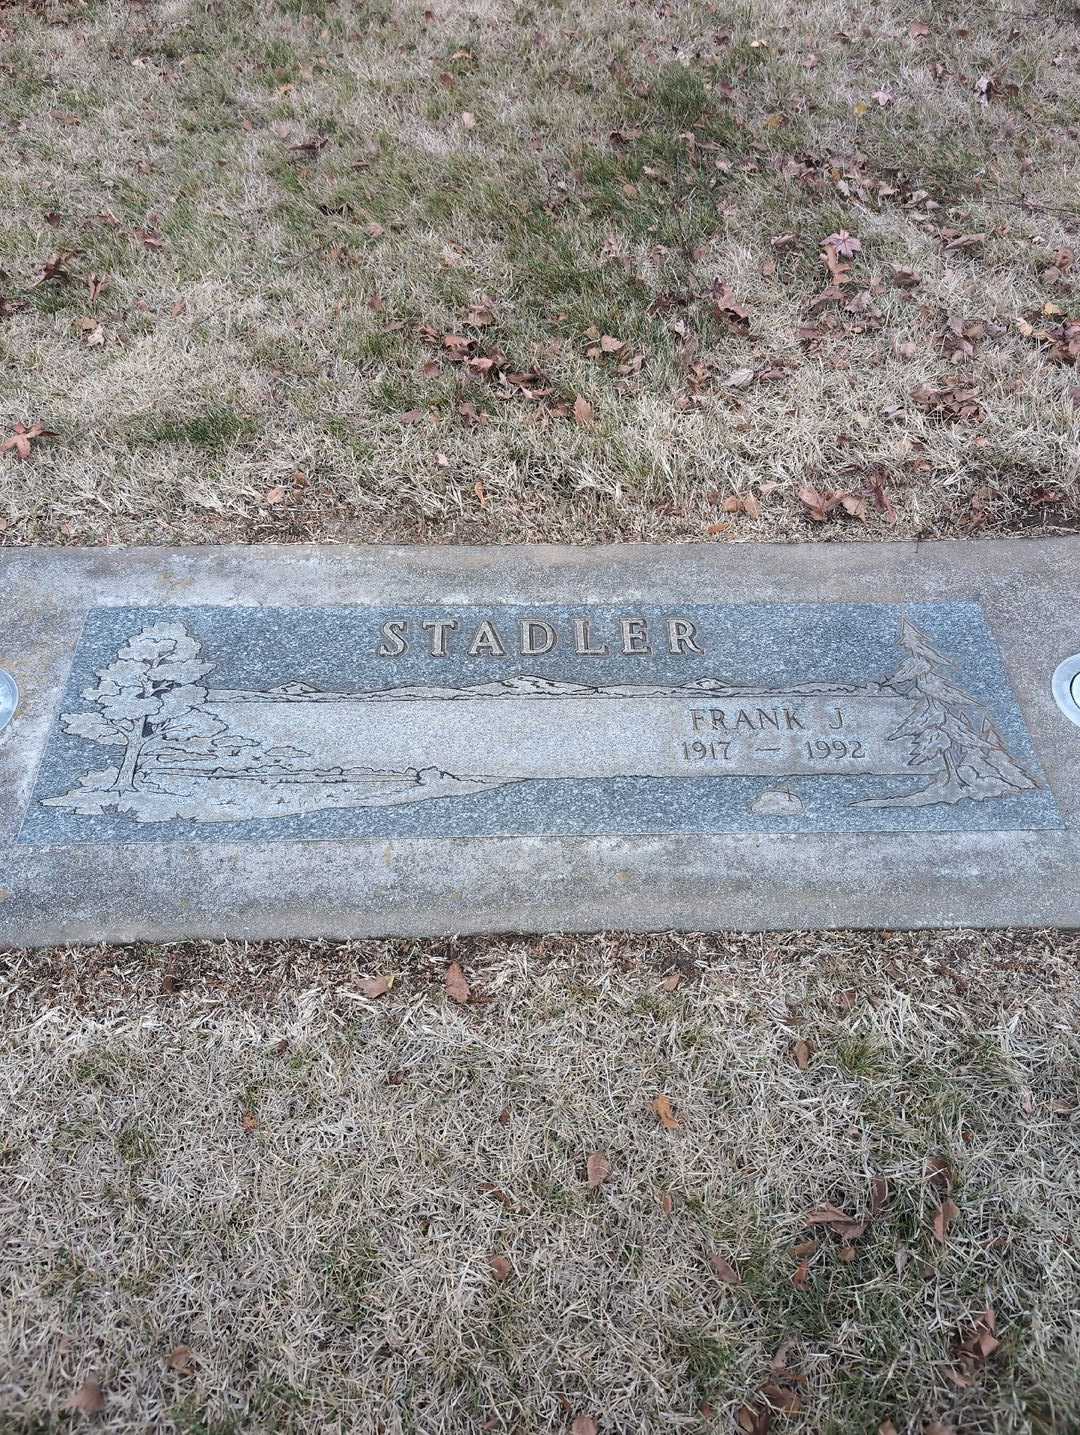 STADLER
FRANK J
1917 — 1992